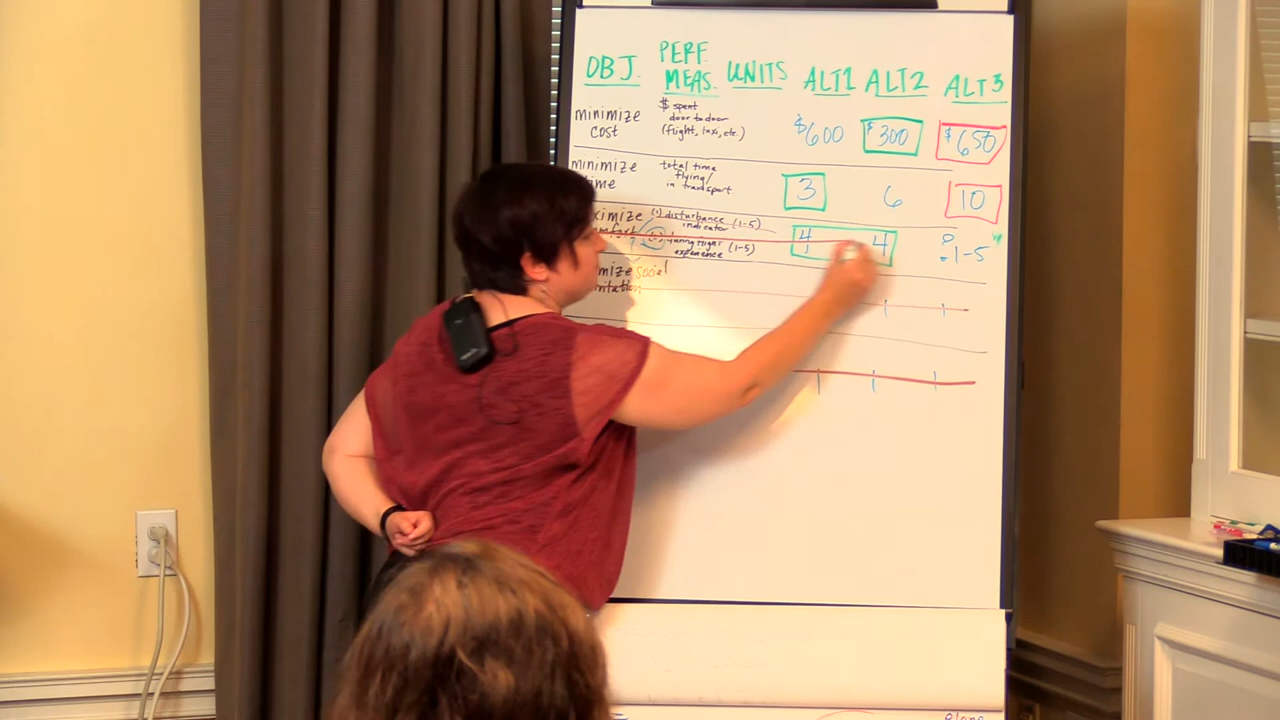 OBJ. PERF. MEAS. UNITS ALT1 ALT2 ALT3
minimize cost
$ spent
door to door
(flight, taxi, etc.)
$600 $300 $650
minimize
total time
flying/
in transport
3 6 10
(1) disturbance
indicator (1-5)
flight
experience (1-5)
4 4 1-5
social